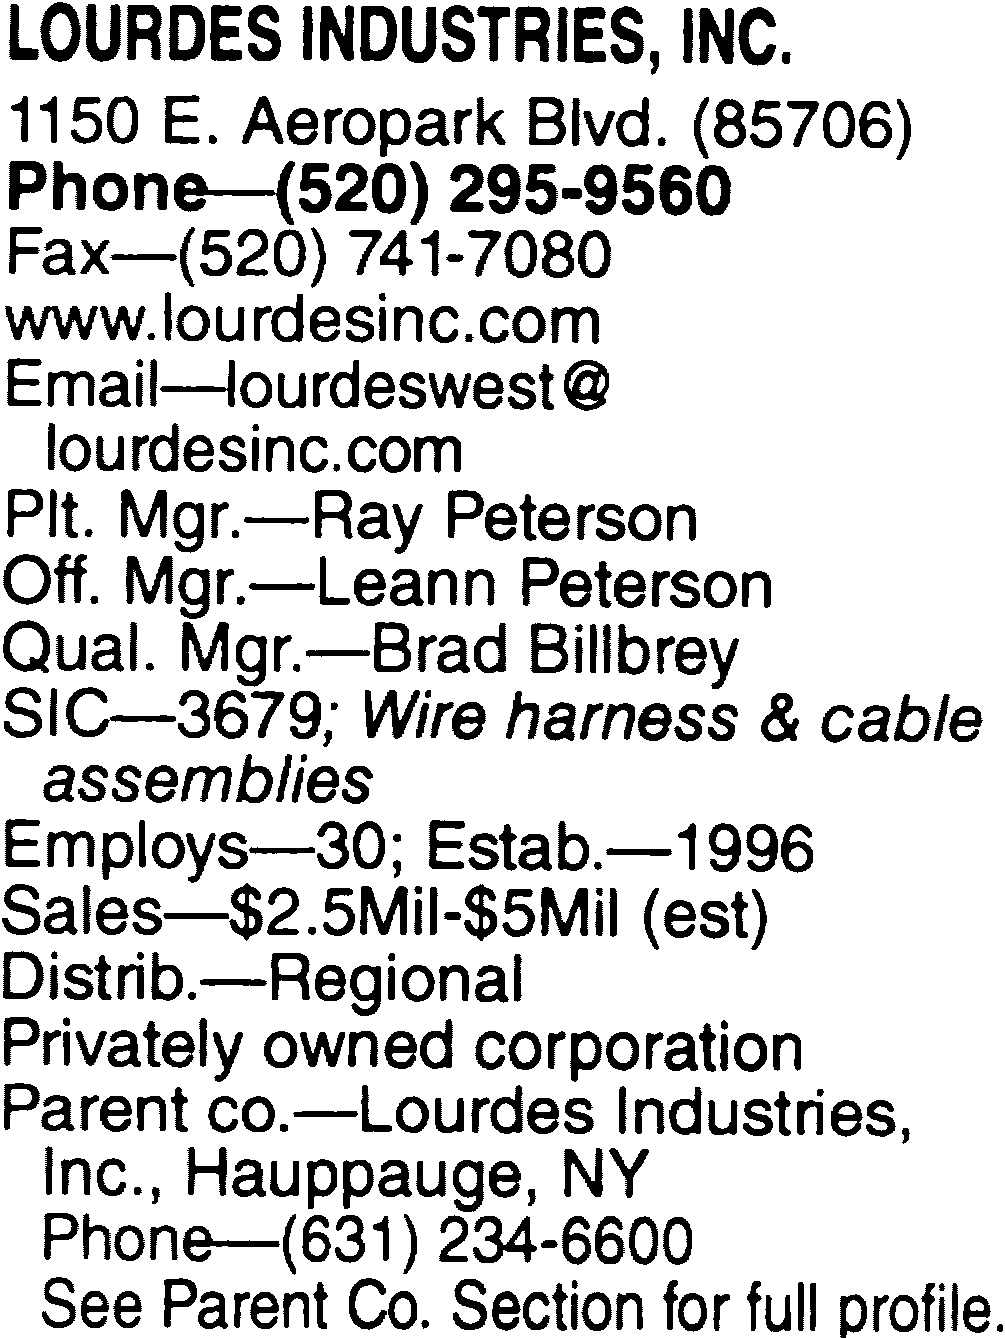 LOURDES INDUSTRIES, INC.
1150 E. Aeropark Blvd. (85706)
Phone—(520) 295-9560
Fax—(520) 741-7080
www.lourdesinc.com
Email—lourdeswest@
lourdesinc.com
Plt. Mgr.—Ray Peterson
Off. Mgr.—Leann Peterson
Qual. Mgr.—Brad Billbrey
SIC—3679; Wire harness & cable
assemblies
Employs—30; Estab.—1996
Sales—$2.5Mil-$5Mil (est)
Distrib.—Regional
Privately owned corporation
Parent co.—Lourdes Industries,
Inc., Hauppauge, NY
Phone—(631) 234-6600
See Parent Co. Section for full profile.